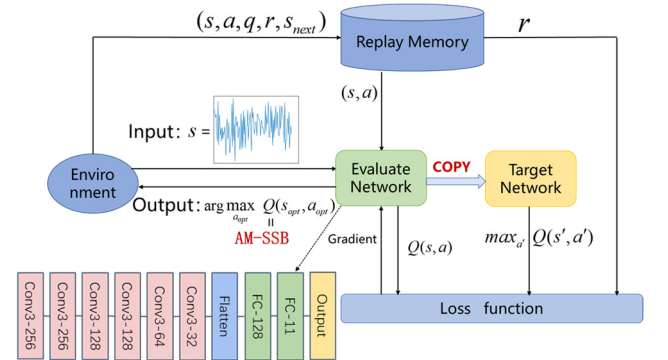 (s, a, q, r, s_next)
Replay Memory
r
(s, a)
Input: s =
Enviro
nment
Evaluate
Network
COPY
Target
Network
Output: arg max Q(s_opt, a_opt)
a_opt
=
AM-SSB
Gradient
Q(s, a)
max_a' Q(s', a')
Conv3-256
Conv3-256
Conv3-128
Conv3-128
Conv3-64
Conv3-32
Flatten
FC-128
FC-11
Output
Loss function